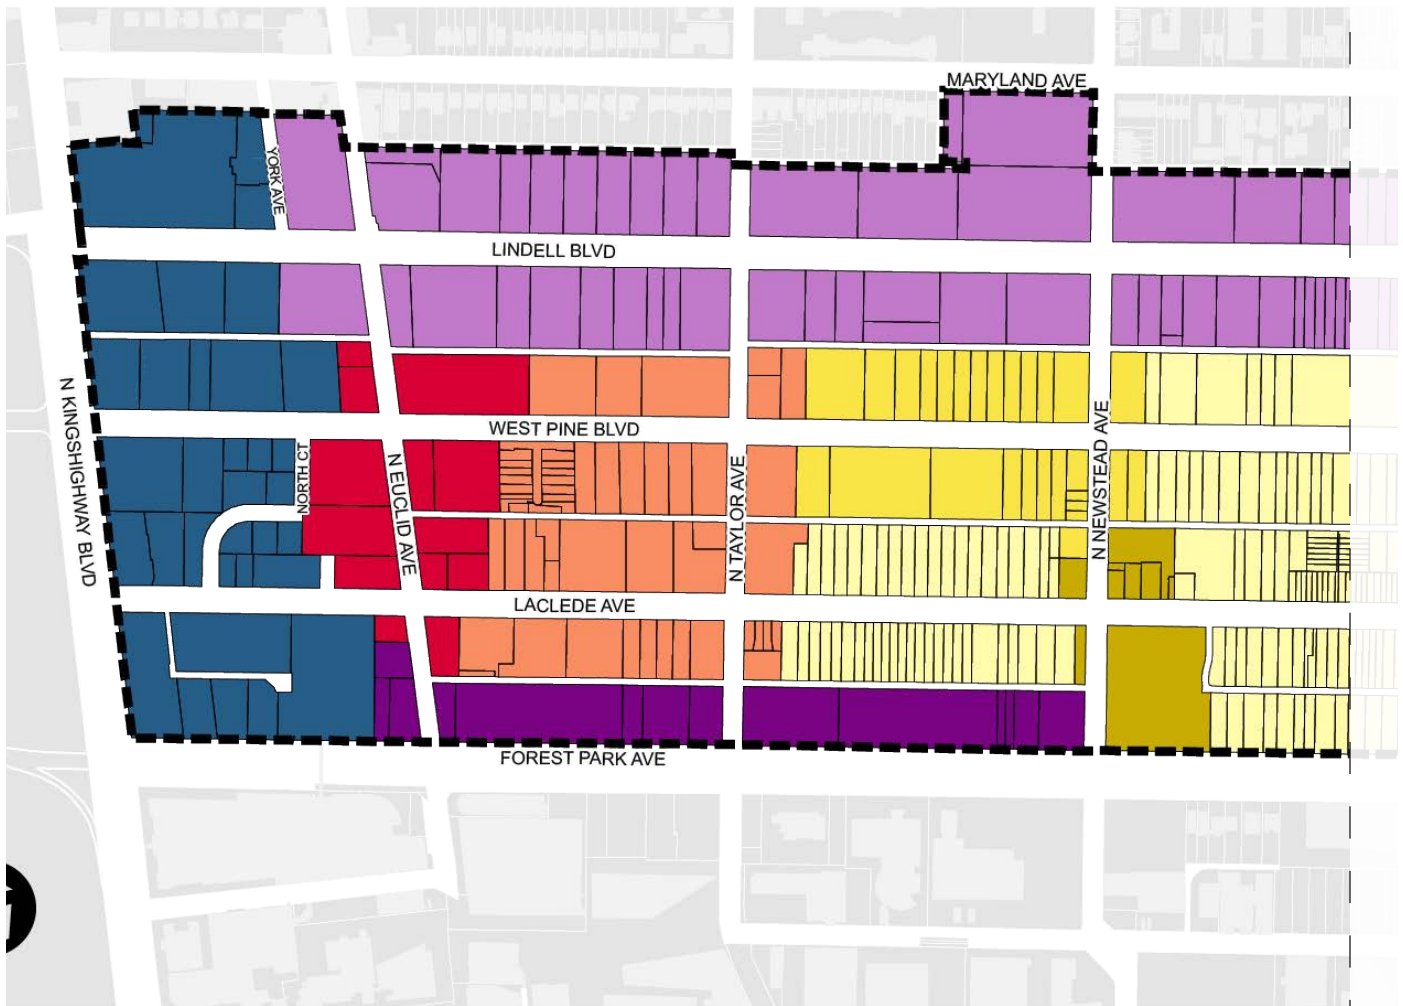 MARYLAND AVE
YORK AVE
LINDELL BLVD
N KINGSHIGHWAY BLVD
WEST PINE BLVD
NORTH CT
N EUCLID AVE
N TAYLOR AVE
N NEWSTEAD AVE
LACLEDE AVE
FOREST PARK AVE